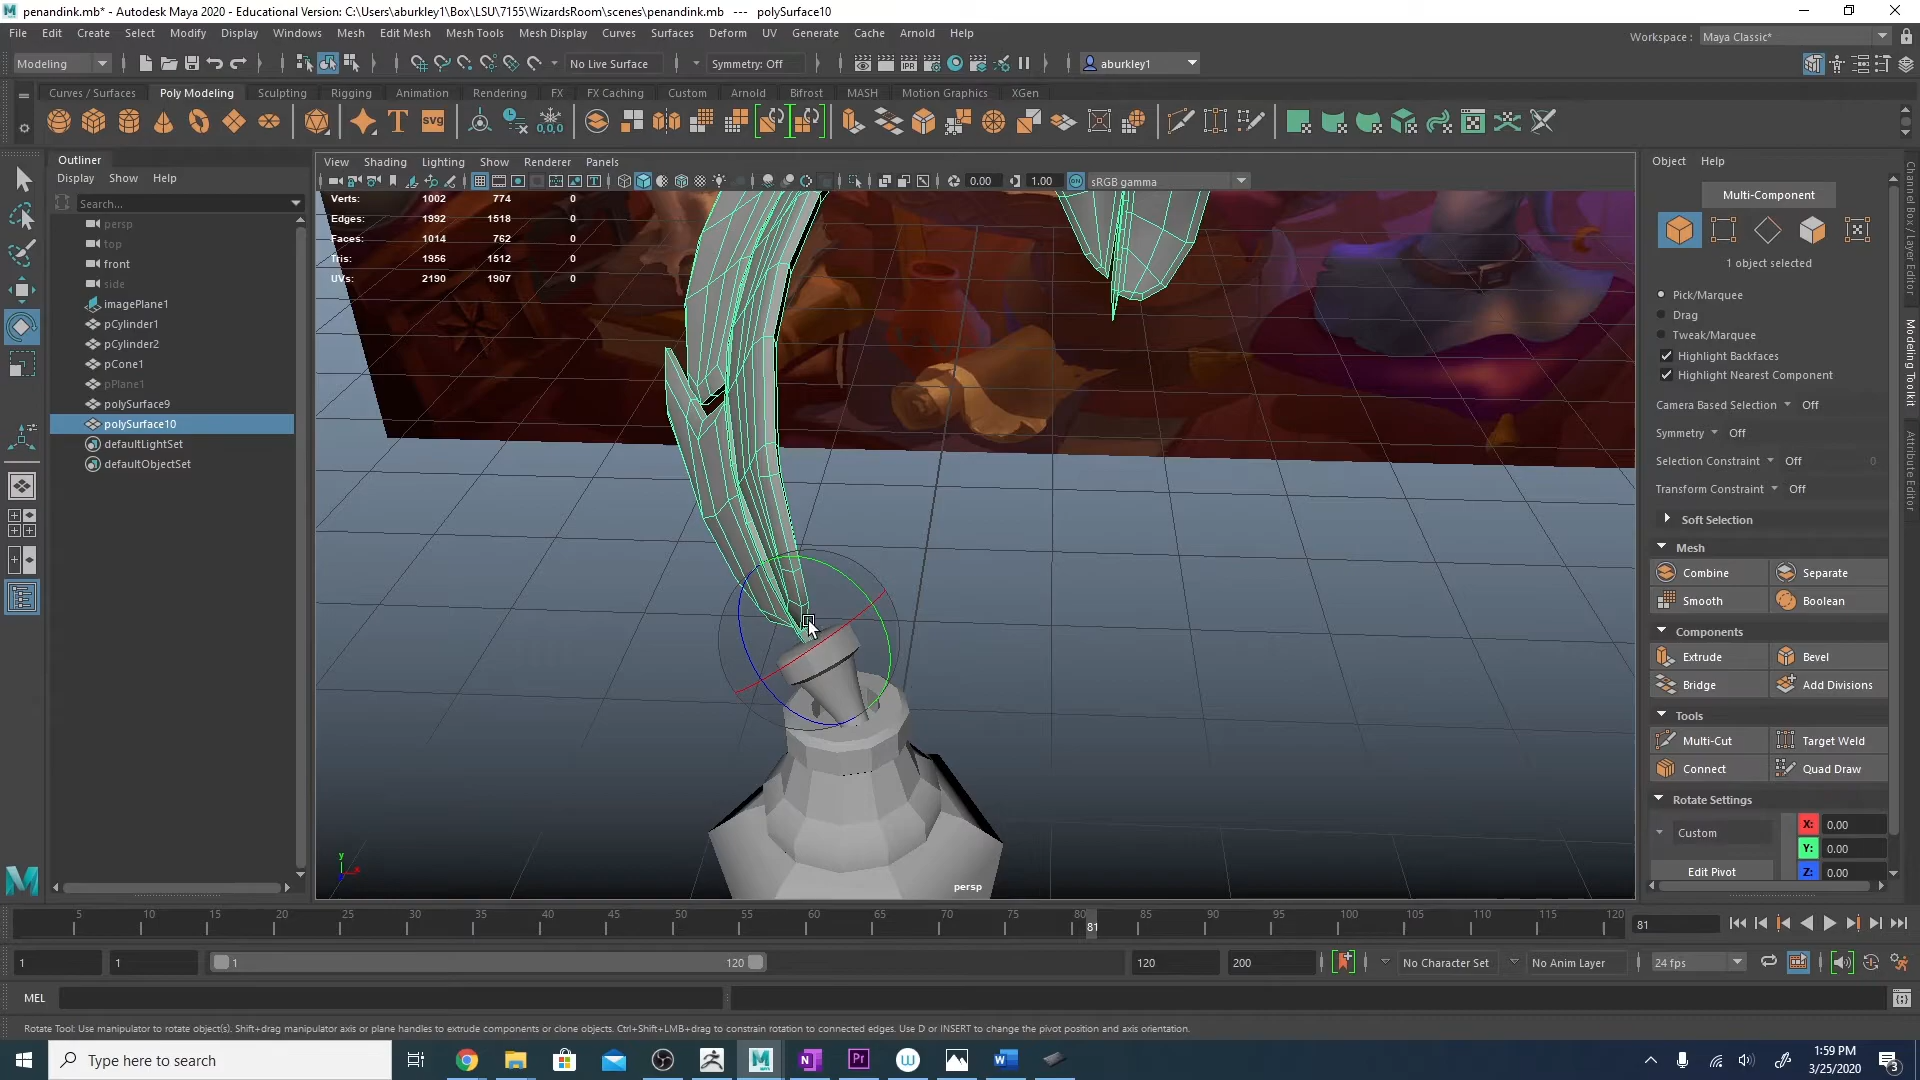 penandink.mb* - Autodesk Maya 2020 - Educational Version: C:\Users\aburkley1\Box\LSU\7155\WizardsRoom\scenes\penandink.mb --- polySurface10
File Edit Create Select Modify Display Windows Mesh Edit Mesh Mesh Tools Mesh Display Curves Surfaces Deform UV Generate Cache Arnold Help
Workspace : Maya Classic*
Modeling No Live Surface Symmetry: Off aburkley1
Curves / Surfaces Poly Modeling Sculpting Rigging Animation Rendering FX FX Caching Custom Arnold Bifrost MASH Motion Graphics XGen
Outliner
Display Show Help
Search...
persp
top
front
side
imagePlane1
pCylinder1
pCylinder2
pCone1
pPlane1
polySurface9
polySurface10
defaultLightSet
defaultObjectSet
View Shading Lighting Show Renderer Panels
0.00 1.00 sRGB gamma
Verts: 1002 774 0
Edges: 1992 1518 0
Faces: 1014 762 0
Tris: 1956 1512 0
UVs: 2190 1907 0
persp
y
Object Help
Multi-Component
1 object selected
Pick/Marquee
Drag
Tweak/Marquee
Highlight Backfaces
Highlight Nearest Component
Camera Based Selection Off
Symmetry Off
Selection Constraint Off 0
Transform Constraint Off
Soft Selection
Mesh
Combine Separate
Smooth Boolean
Components
Extrude Bevel
Bridge Add Divisions
Tools
Multi-Cut Target Weld
Connect Quad Draw
Rotate Settings
Custom X: 0.00
Y: 0.00
Edit Pivot Z: 0.00
Channel Box / Layer Editor
Modeling Toolkit
Attribute Editor
5 10 15 20 25 30 35 40 45 50 55 60 65 70 75 80 85 90 95 100 105 110 115 120
81 81
1 1 1 120 120 200 No Character Set No Anim Layer 24 fps
MEL
Rotate Tool: Use manipulator to rotate object(s). Shift+drag manipulator axis or plane handles to extrude components or clone objects. Ctrl+Shift+LMB+drag to constrain rotation to connected edges. Use D or INSERT to change the pivot position and axis orientation.
Type here to search
1:59 PM
3/25/2020
3